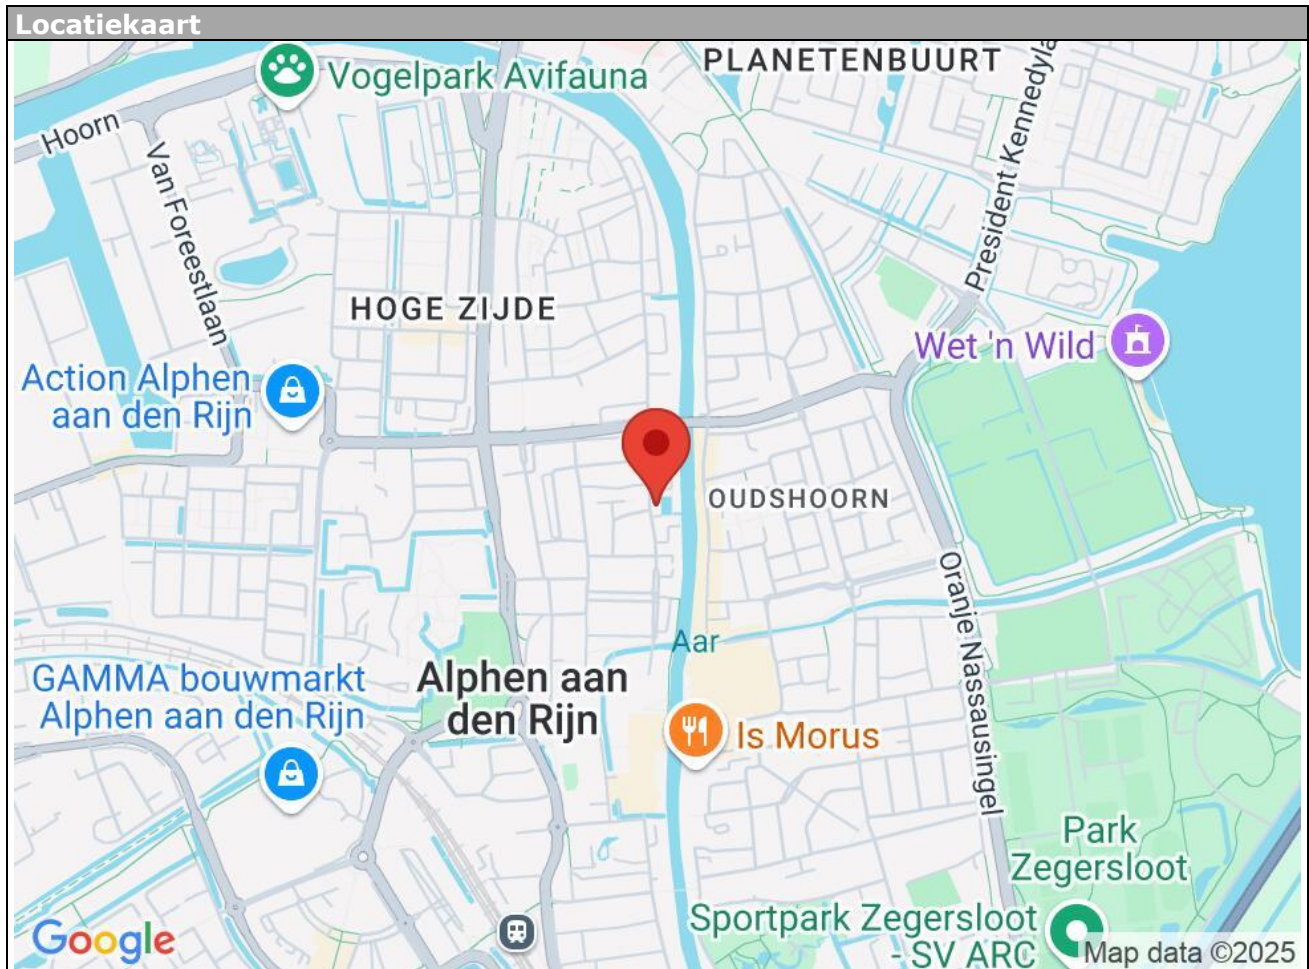 Locatiekaart
PLANETENBUURT
Vogelpark Avifauna
President Kennedyla
Hoorn
Van Foreestlaan
HOGE ZIJDE
Wet 'n Wild
Action Alphen
aan den Rijn
OUDSHOORN
Oranje Nassausingel
Aar
GAMMA bouwmarkt
Alphen aan den Rijn
Alphen aan
den Rijn
Is Morus
Park
Zegersloot
Sportpark Zegersloot
- SV ARC
Google
Map data ©2025